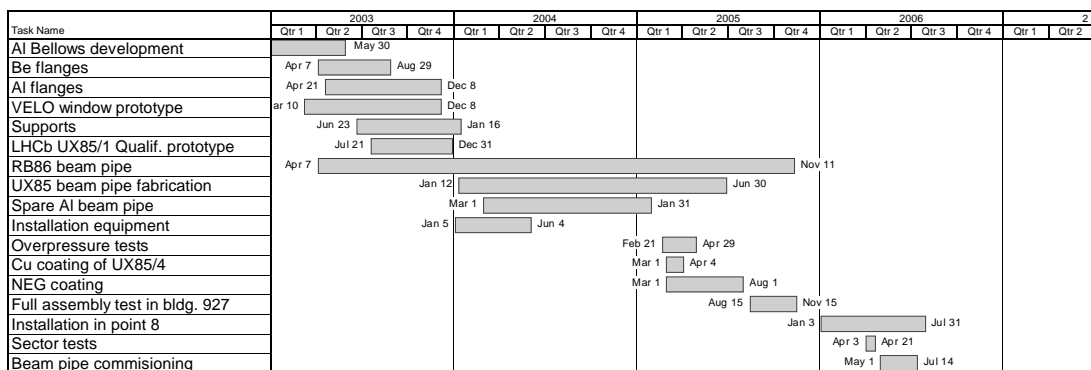 2003 2004 2005 2006 2
Task Name Qtr 1 Qtr 2 Qtr 3 Qtr 4 Qtr 1 Qtr 2 Qtr 3 Qtr 4 Qtr 1 Qtr 2 Qtr 3 Qtr 4 Qtr 1 Qtr 2 Qtr 3 Qtr 4 Qtr 1 Qtr 2
Al Bellows development May 30
Be flanges Apr 7 Aug 29
Al flanges Apr 21 Dec 8
VELO window prototype ar 10 Dec 8
Supports Jun 23 Jan 16
LHCb UX85/1 Qualif. prototype Jul 21 Dec 31
RB86 beam pipe Apr 7 Nov 11
UX85 beam pipe fabrication Jan 12 Jun 30
Spare Al beam pipe Mar 1 Jan 31
Installation equipment Jan 5 Jun 4
Overpressure tests Feb 21 Apr 29
Cu coating of UX85/4 Mar 1 Apr 4
NEG coating Mar 1 Aug 1
Full assembly test in bldg. 927 Aug 15 Nov 15
Installation in point 8 Jan 3 Jul 31
Sector tests Apr 3 Apr 21
Beam pipe commisioning May 1 Jul 14